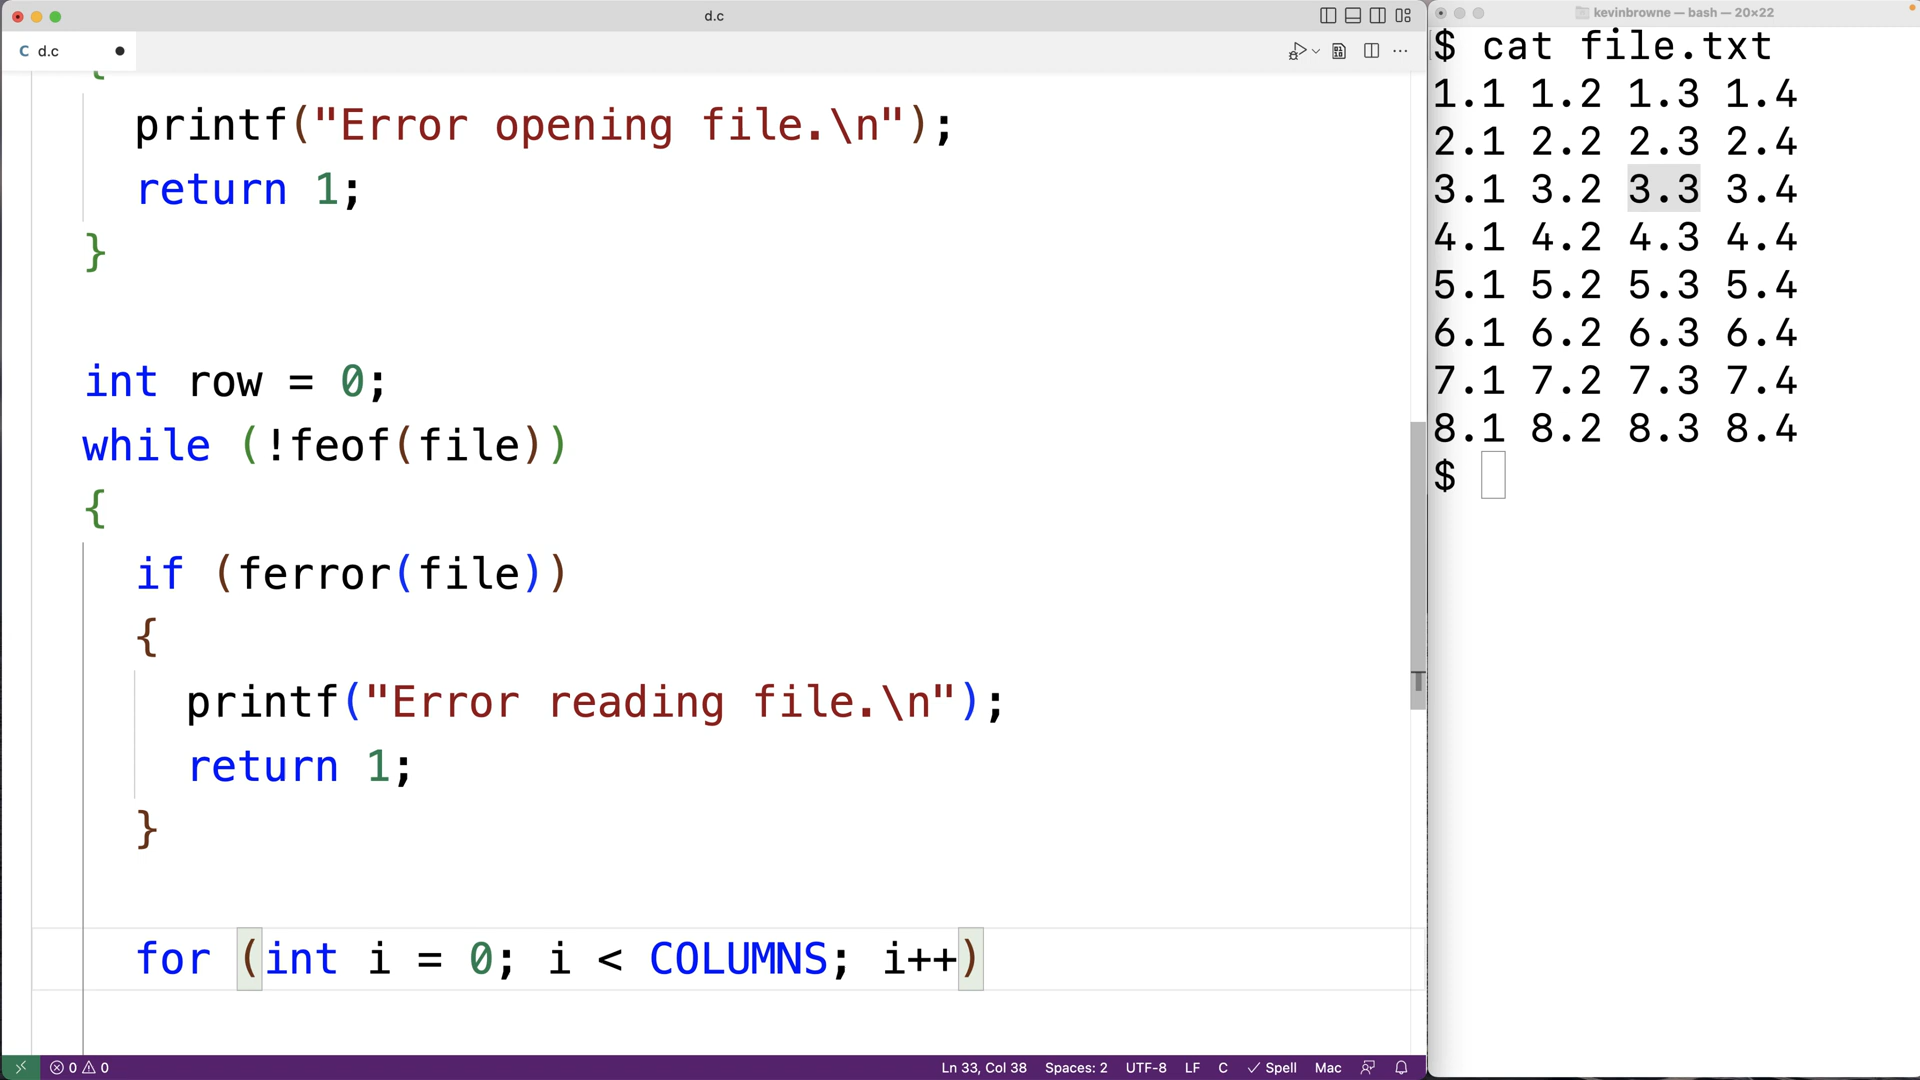 d.c
C d.c
{
printf("Error opening file.\n");
return 1;
}
int row = 0;
while (!feof(file))
{
if (ferror(file))
{
printf("Error reading file.\n");
return 1;
}
for (int i = 0; i < COLUMNS; i++)
0 0
Ln 33, Col 38 Spaces: 2 UTF-8 LF C Spell Mac
kevinbrowne — bash — 20×22
$ cat file.txt
1.1 1.2 1.3 1.4
2.1 2.2 2.3 2.4
3.1 3.2 3.3 3.4
4.1 4.2 4.3 4.4
5.1 5.2 5.3 5.4
6.1 6.2 6.3 6.4
7.1 7.2 7.3 7.4
8.1 8.2 8.3 8.4
$